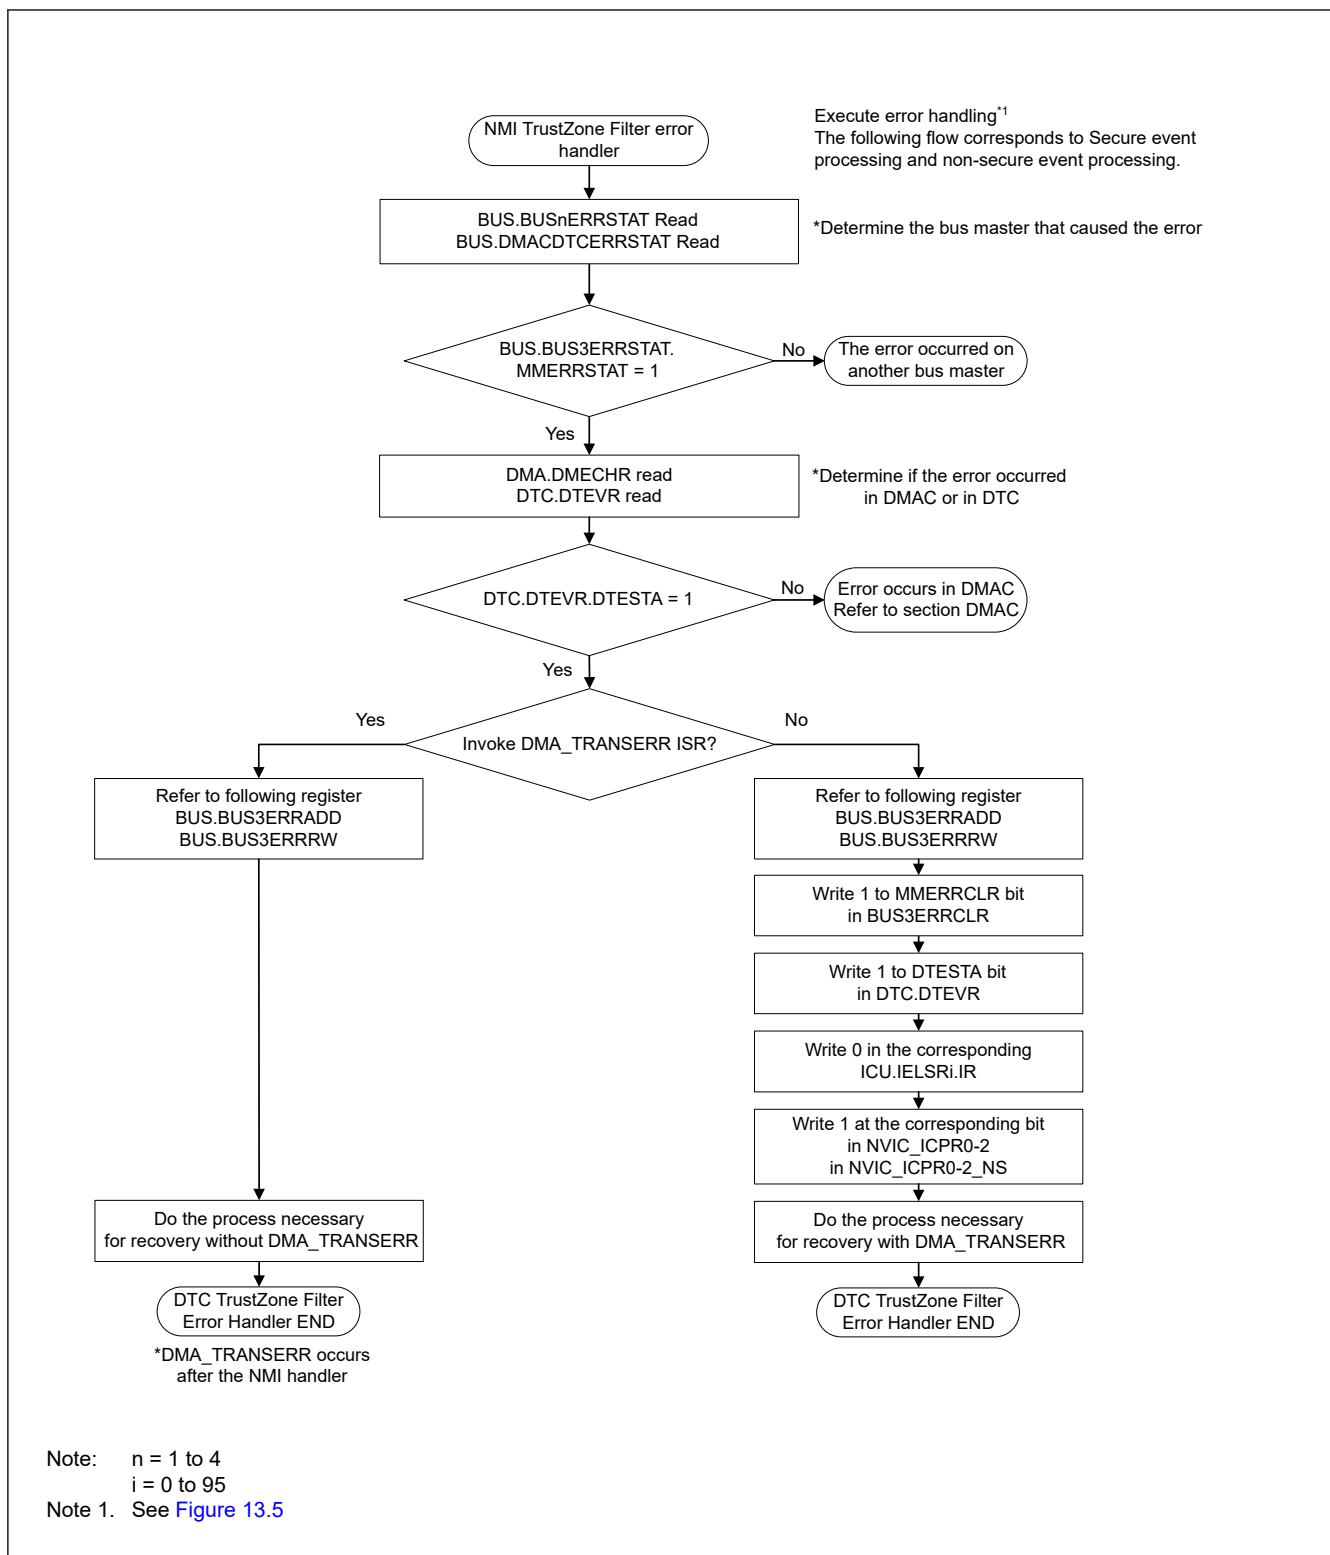 NMI TrustZone Filter error
handler
Execute error handling*1
The following flow corresponds to Secure event
processing and non-secure event processing.
BUS.BUSnERRSTAT Read
BUS.DMACDTCERRSTAT Read
*Determine the bus master that caused the error
BUS.BUS3ERRSTAT.
MMERRSTAT = 1
No
The error occurred on
another bus master
Yes
DMA.DMECHR read
DTC.DTEVR read
*Determine if the error occurred
in DMAC or in DTC
DTC.DTEVR.DTESTA = 1
No
Error occurs in DMAC
Refer to section DMAC
Yes
Invoke DMA_TRANSERR ISR?
Yes
No
Refer to following register
BUS.BUS3ERRADD
BUS.BUS3ERRRW
Refer to following register
BUS.BUS3ERRADD
BUS.BUS3ERRRW
Write 1 to MMERRCLR bit
in BUS3ERRCLR
Write 1 to DTESTA bit
in DTC.DTEVR
Write 0 in the corresponding
ICU.IELSRi.IR
Write 1 at the corresponding bit
in NVIC_ICPR0-2
in NVIC_ICPR0-2_NS
Do the process necessary
for recovery without DMA_TRANSERR
Do the process necessary
for recovery with DMA_TRANSERR
DTC TrustZone Filter
Error Handler END
DTC TrustZone Filter
Error Handler END
*DMA_TRANSERR occurs
after the NMI handler
Note: n = 1 to 4
i = 0 to 95
Note 1. See Figure 13.5